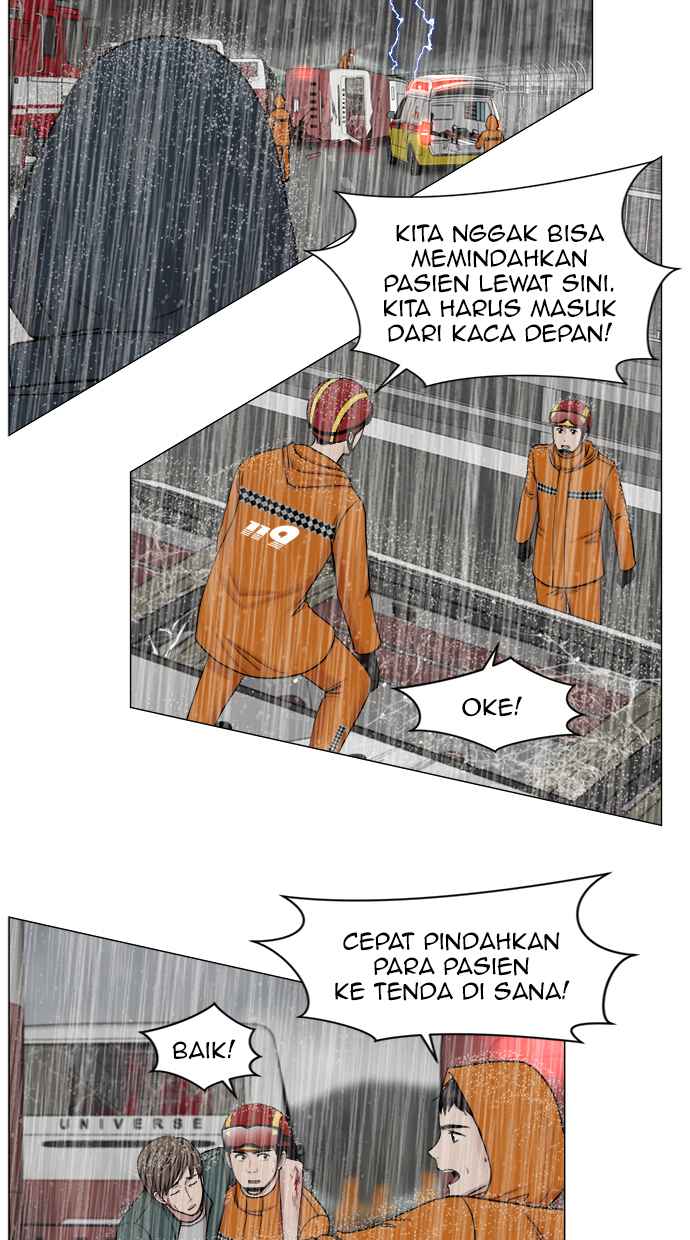 KITA NGGAK BISA
MEMINDAHKAN
PASIEN LEWAT SINI.
KITA HARUS MASUK
DARI KACA DEPAN!
119
OKE!
CEPAT PINDAHKAN
PARA PASIEN
KE TENDA DI SANA!
BAIK!
UNIVERSE